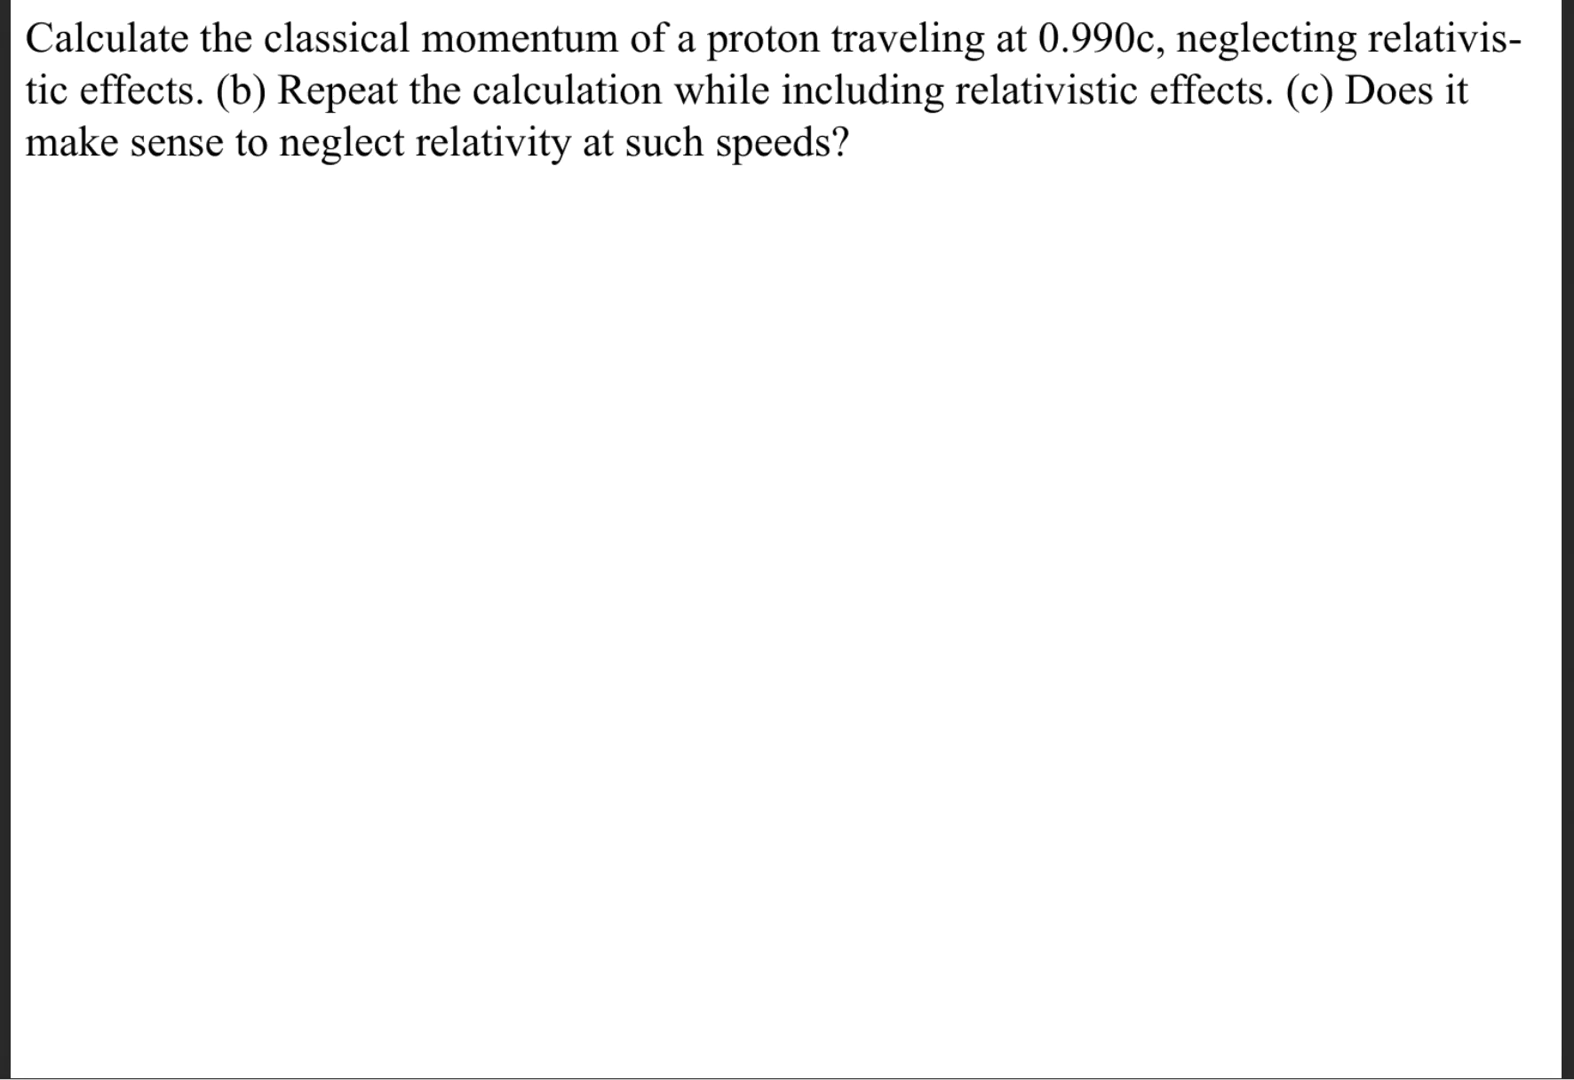 Calculate the classical momentum of a proton traveling at 0.990c, neglecting relativis-
tic effects. (b) Repeat the calculation while including relativistic effects. (c) Does it
make sense to neglect relativity at such speeds?